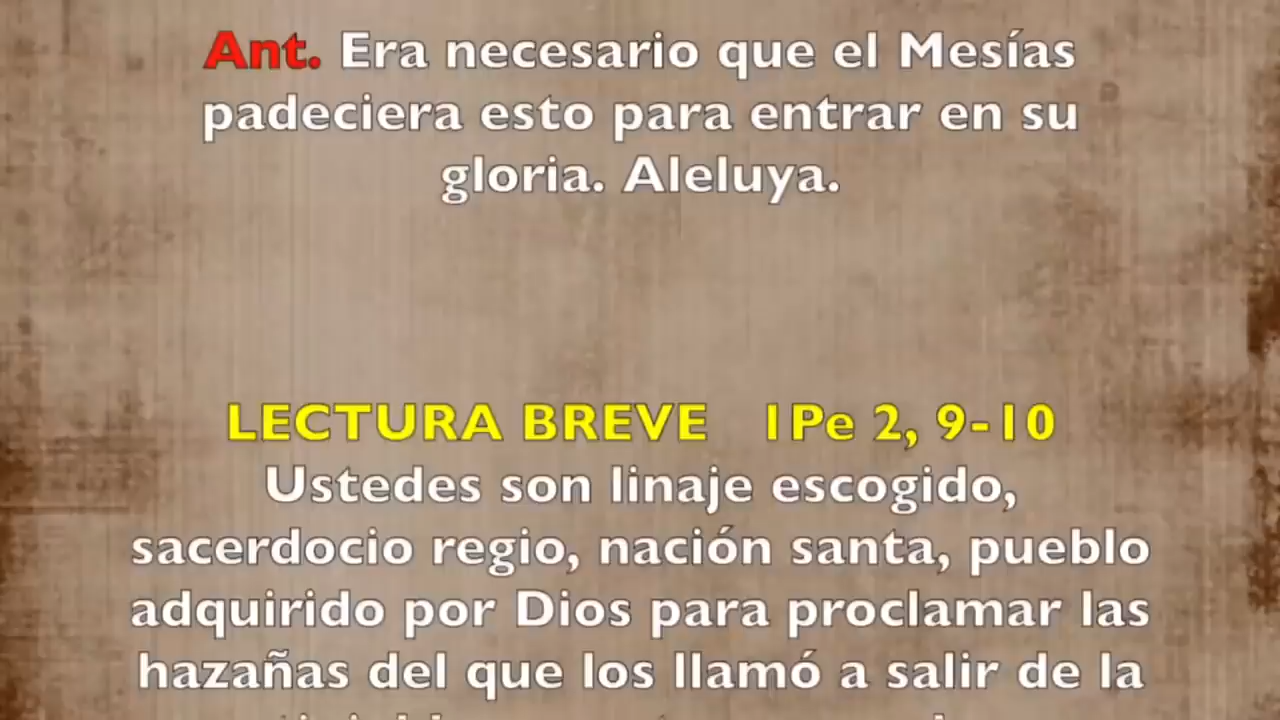 Ant. Era necesario que el Mesías
padeciera esto para entrar en su
gloria. Aleluya.
LECTURA BREVE 1Pe 2, 9-10
Ustedes son linaje escogido,
sacerdocio regio, nación santa, pueblo
adquirido por Dios para proclamar las
hazañas del que los llamó a salir de la